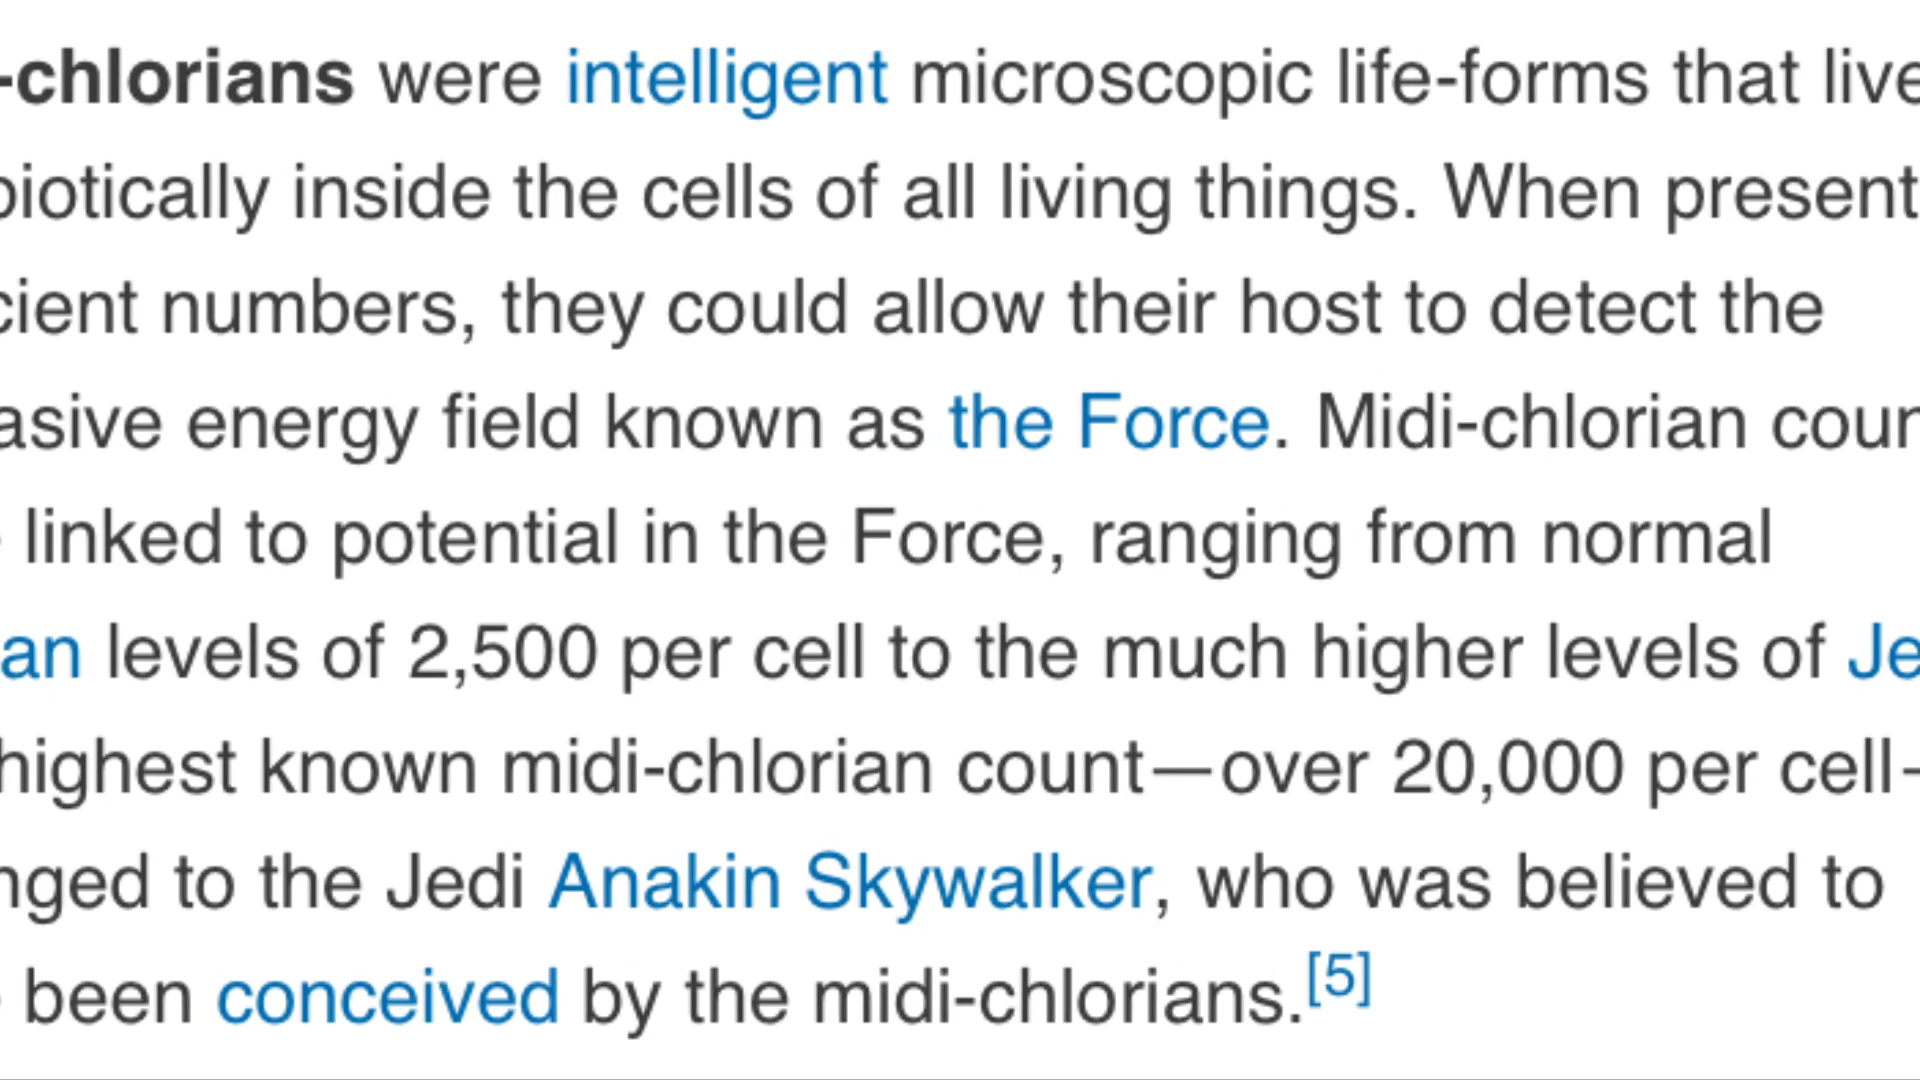 -chlorians were intelligent microscopic life-forms that live
biotically inside the cells of all living things. When present
cient numbers, they could allow their host to detect the
asive energy field known as the Force. Midi-chlorian coun
linked to potential in the Force, ranging from normal
an levels of 2,500 per cell to the much higher levels of Je
highest known midi-chlorian count—over 20,000 per cell-
nged to the Jedi Anakin Skywalker, who was believed to
been conceived by the midi-chlorians.[5]